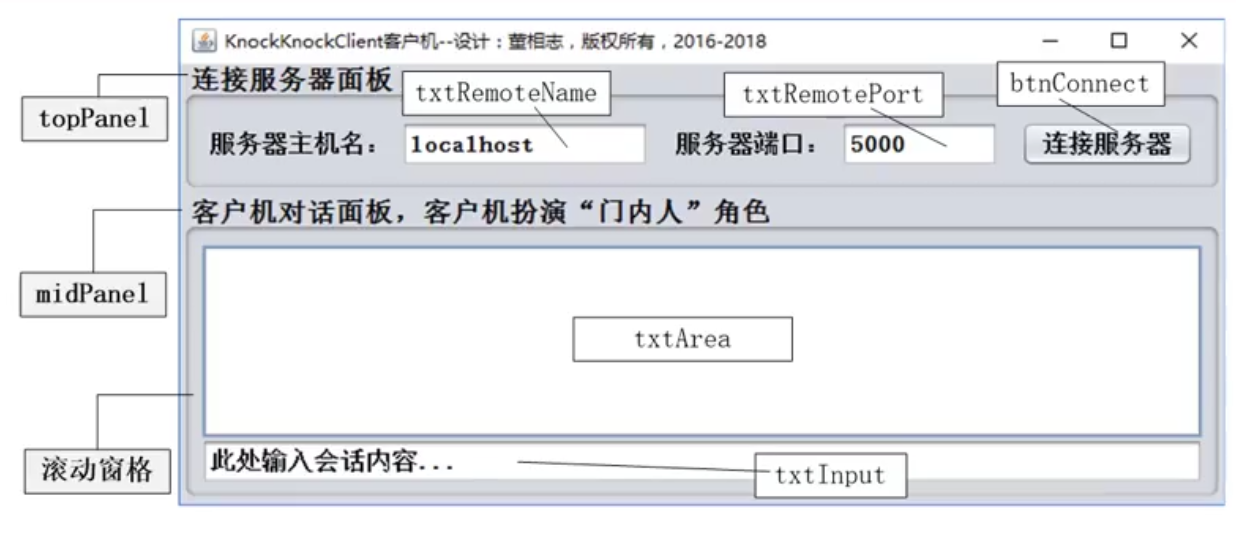 KnockKnockClient客户机--设计：董相志，版权所有，2016-2018
连接服务器面板
txtRemoteName
txtRemotePort
btnConnect
topPanel
服务器主机名：
localhost
服务器端口：
5000
连接服务器
客户机对话面板，客户机扮演“门内人”角色
midPanel
txtArea
滚动窗格
此处输入会话内容...
txtInput